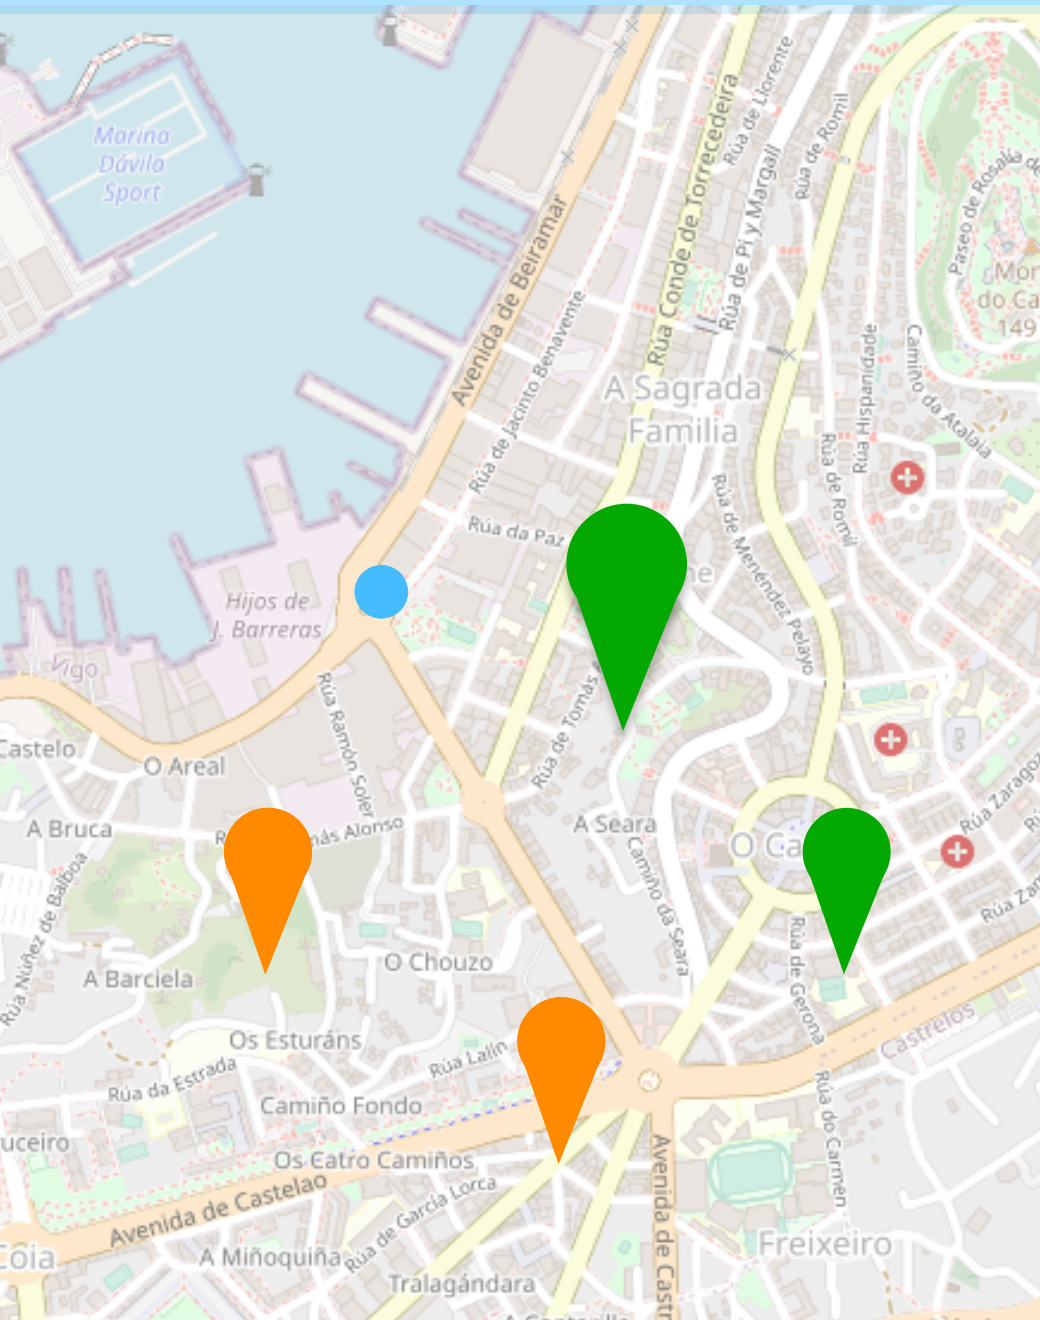 Marina
Dávila
Sport
Avenida de Beiramar
Rúa de Jacinto Benavente
Rúa Conde de Torrecedeira
Rúa de Llorente
Rúa de Pi y Margall
Rúa de Romil
Paseo de Rosalía de
149
Rúa Hispanidade
Camiño da Atalaia
A Sagrada
Familia
Rúa de Romil
Rúa de Menéndez Pelayo
Rúa da Paz
Hijos de
J. Barreras
Vigo
Castelo
O Areal
Rúa Ramón Soler
Rúa de Tomás
A Bruca
Alonso
A Seara
Camiño da Seara
Rúa Zaragoza
Rúa Núñez de Balboa
A Barciela
O Chouzo
Rúa de Gerona
Os Esturáns
Rúa Lalín
Castrelos
Rúa da Estrada
Camiño Fondo
Os Catro Camiños
Rúa do Carmen
Avenida de Castelao
Rúa de García Lorca
Coia
A Miñoquiña
Tralagándara
Freixeiro